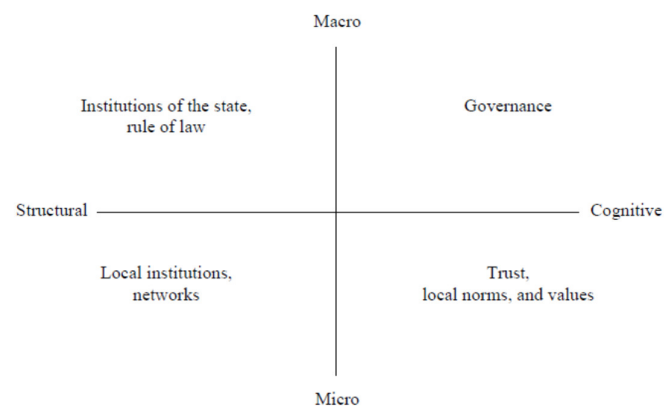 Macro
Institutions of the state,
rule of law
Governance
Structural
Cognitive
Local institutions,
networks
Trust,
local norms, and values
Micro